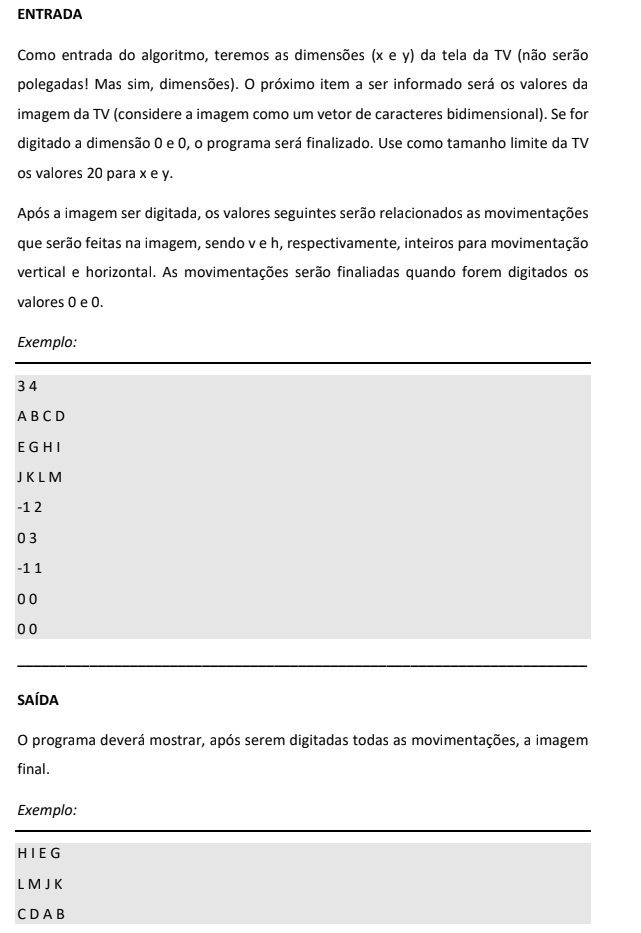 ENTRADA
Como entrada do algoritmo, teremos as dimensões (x e y) da tela da TV (não serão
polegadas! Mas sim, dimensões). O próximo item a ser informado será os valores da
imagem da TV (considere a imagem como um vetor de caracteres bidimensional). Se for
digitado a dimensão 0 e 0, o programa será finalizado. Use como tamanho limite da TV
os valores 20 para x e y.
Após a imagem ser digitada, os valores seguintes serão relacionados as movimentações
que serão feitas na imagem, sendo v e h, respectivamente, inteiros para movimentação
vertical e horizontal. As movimentações serão finaliadas quando forem digitados os
valores 0 e 0.
Exemplo:
3 4
A B C D
E G H I
J K L M
-1 2
0 3
-1 1
0 0
0 0
SAÍDA
O programa deverá mostrar, após serem digitadas todas as movimentações, a imagem
final.
Exemplo:
H I E G
L M J K
C D A B